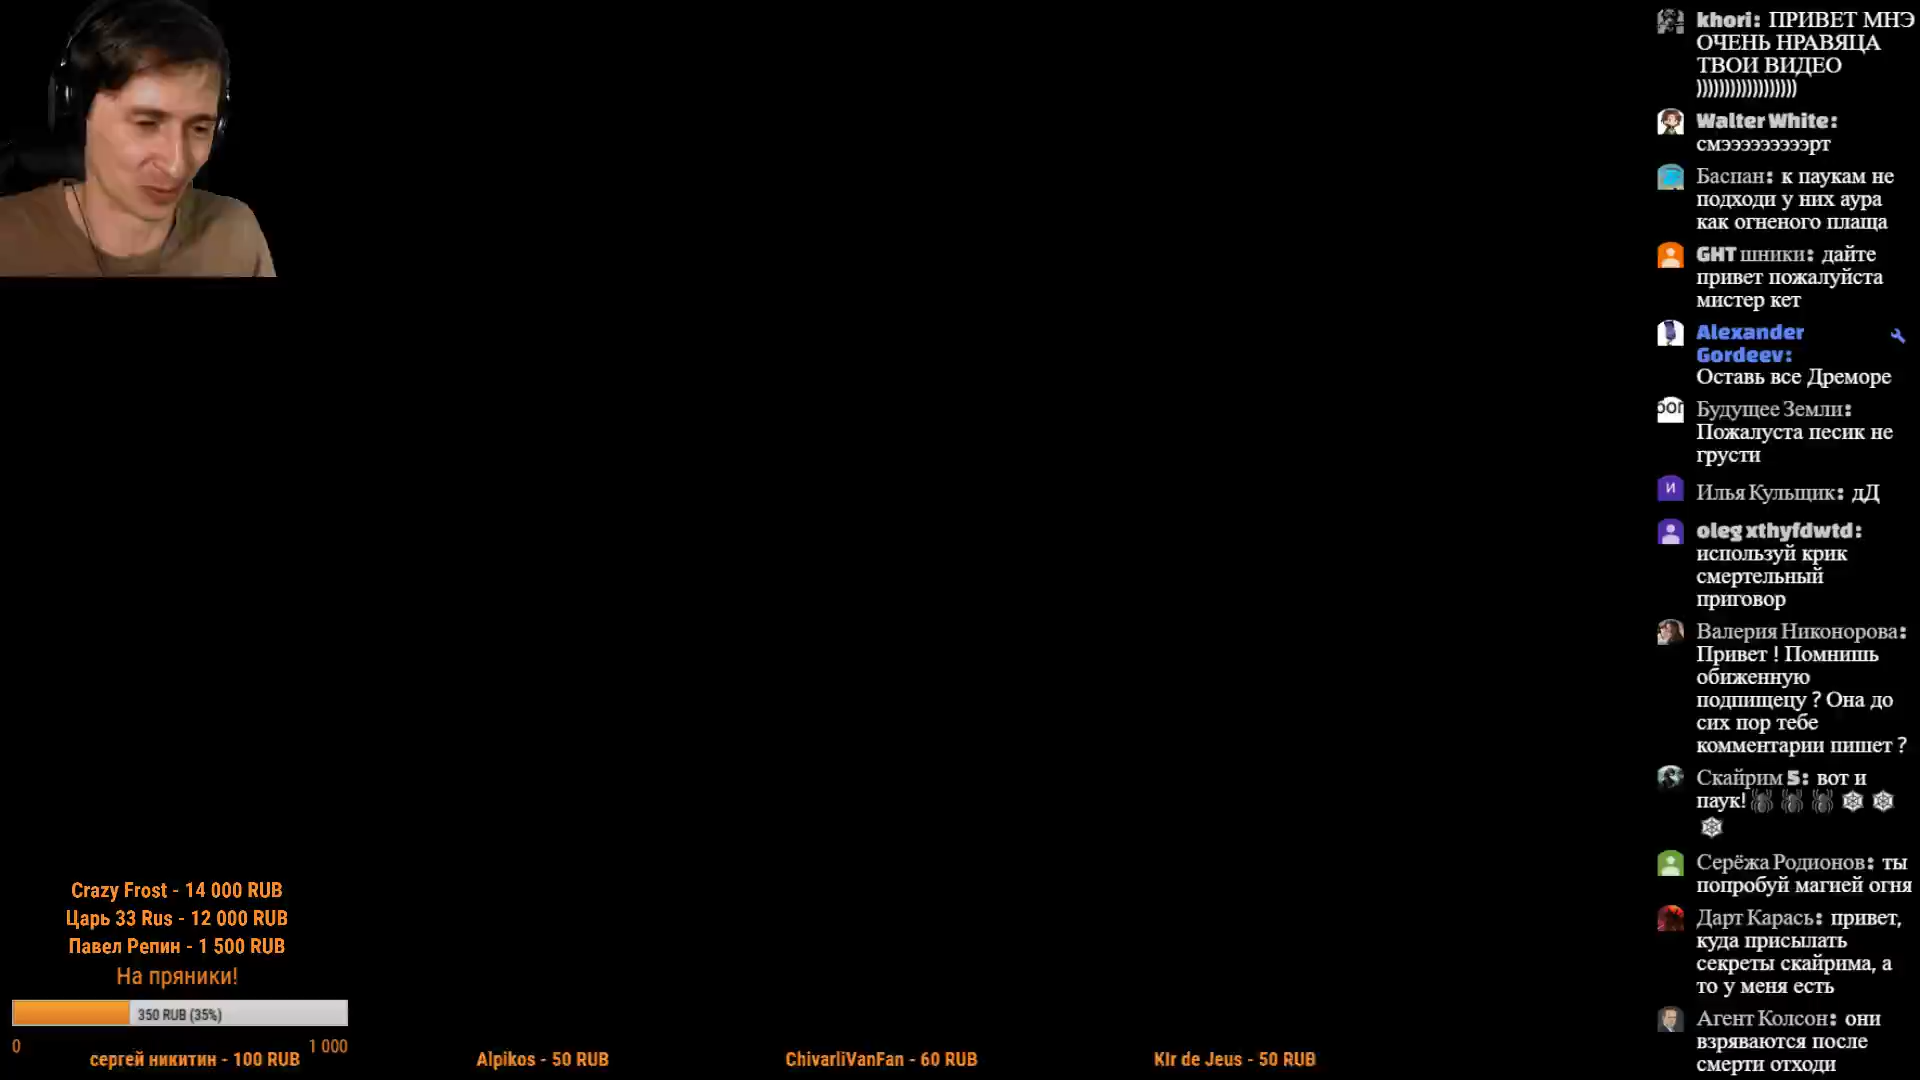 khori: ПРИВЕТ МНЭ
ОЧЕНЬ НРАВЯЦА
ТВОИ ВИДЕО
))))))))))))))))))
Walter White:
смэээээээээрт
Баспан: к паукам не
подходи у них аура
как огненого плаща
GHT шники: дайте
привет пожалуйста
мистер кет
Alexander
Gordeev:
Оставь все Дреморе
Будущее Земли:
Пожалуста песик не
грусти
И
Илья Кульщик: дД
oleg xthyfdwtd:
используй крик
смертельный
приговор
Валерия Никонорова:
Привет ! Помнишь
обиженную
подпищецу ? Она до
сих пор тебе
комментарии пишет ?
Скайрим 5: вот и
паук!🕷🕷🕷🕸🕸
🕸
Серёжа Родионов: ты
попробуй магией огня
Дарт Карась: привет,
куда присылать
секреты скайрима, а
то у меня есть
Агент Колсон: они
взряваются после
смерти отходи
Crazy Frost - 14 000 RUB
Царь 33 Rus - 12 000 RUB
Павел Репин - 1 500 RUB
На пряники!
350 RUB (35%)
0 1 000
сергей никитин - 100 RUB Alpikos - 50 RUB ChivarliVanFan - 60 RUB KIr de Jeus - 50 RUB